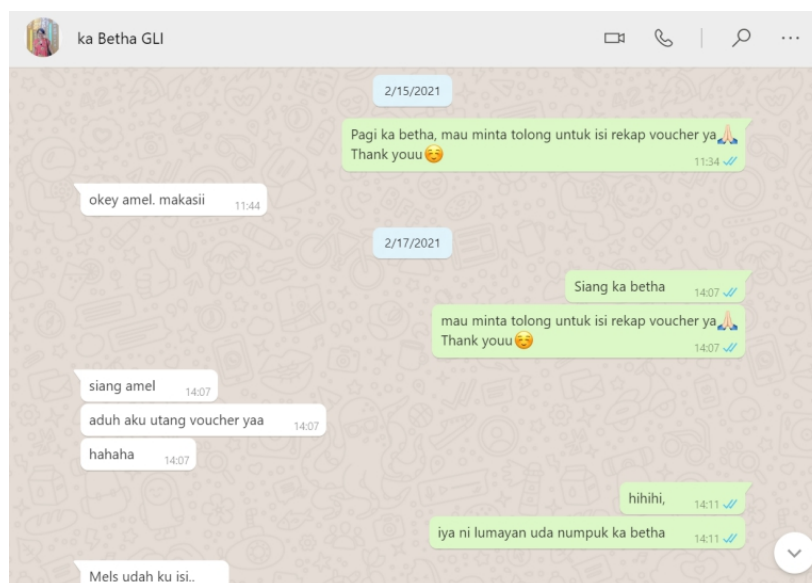 ka Betha GLI
2/15/2021
Pagi ka betha, mau minta tolong untuk isi rekap voucher ya🙏🏻
Thank youu☺️
11:34
okey amel. makasii 11:44
2/17/2021
Siang ka betha 14:07
mau minta tolong untuk isi rekap voucher ya🙏🏻
Thank youu☺️
14:07
siang amel 14:07
aduh aku utang voucher yaa 14:07
hahaha 14:07
hihihi, 14:11
iya ni lumayan uda numpuk ka betha 14:11
Mels udah ku isi..